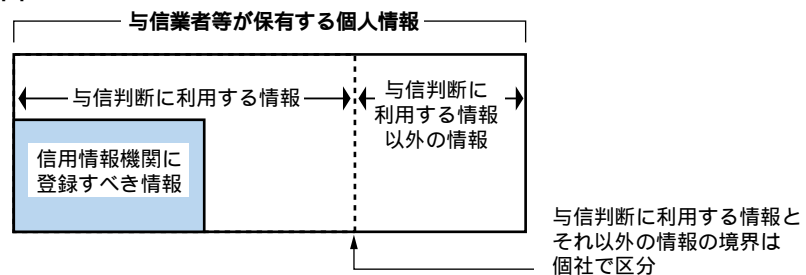 与信業者等が保有する個人情報
与信判断に利用する情報
与信判断に
利用する情報
以外の情報
信用情報機関に
登録すべき情報
与信判断に利用する情報と
それ以外の情報の境界は
個社で区分